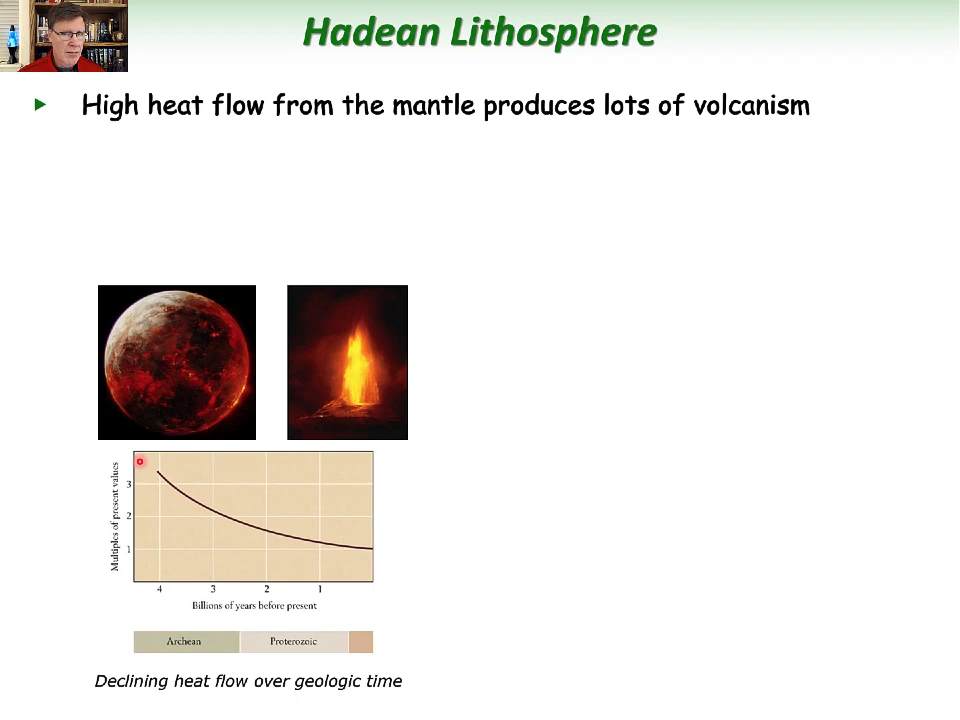 Hadean Lithosphere
High heat flow from the mantle produces lots of volcanism
Multiples of present values
3
2
1
4 3 2 1
Billions of years before present
Archean Proterozoic
Declining heat flow over geologic time